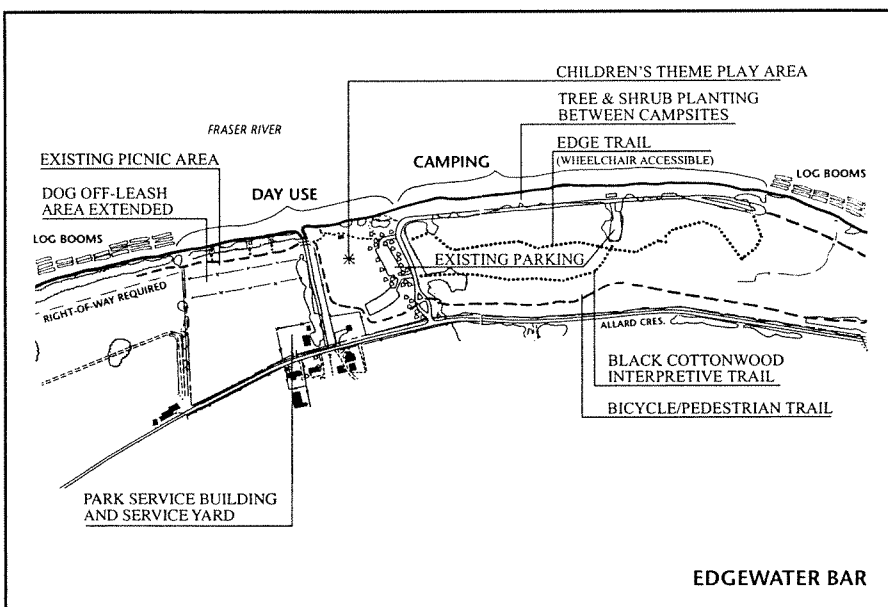 CHILDREN'S THEME PLAY AREA
TREE & SHRUB PLANTING
BETWEEN CAMPSITES
FRASER RIVER
EDGE TRAIL
(WHEELCHAIR ACCESSIBLE)
EXISTING PICNIC AREA
CAMPING
LOG BOOMS
DOG OFF-LEASH
AREA EXTENDED
DAY USE
LOG BOOMS
EXISTING PARKING
RIGHT-OF-WAY REQUIRED
ALLARD CRES.
BLACK COTTONWOOD
INTERPRETIVE TRAIL
BICYCLE/PEDESTRIAN TRAIL
PARK SERVICE BUILDING
AND SERVICE YARD
EDGEWATER BAR